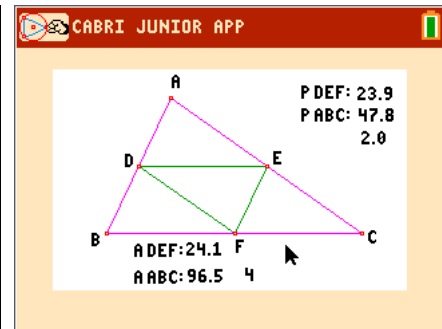 CABRI JUNIOR APP
A
P DEF: 23.9
P ABC: 47.8
2.0
D
E
B
F
C
A DEF:24.1
A ABC:96.5 4